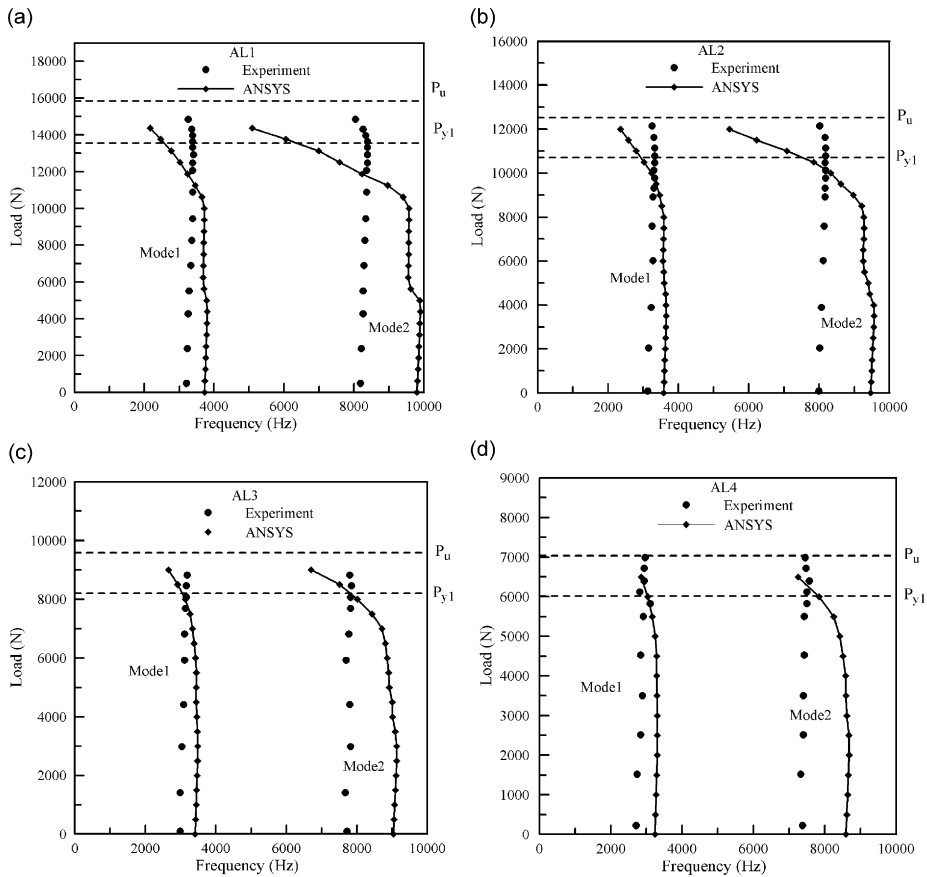 (a)
AL1
Experiment
ANSYS
Pu
Py1
Mode1
Mode2
Load (N)
18000
16000
14000
12000
10000
8000
6000
4000
2000
0
0 2000 4000 6000 8000 10000
Frequency (Hz)
(b)
AL2
Experiment
ANSYS
Pu
Py1
Mode1
Mode2
Load (N)
16000
14000
12000
10000
8000
6000
4000
2000
0
0 2000 4000 6000 8000 10000
Frequency (Hz)
(c)
AL3
Experiment
ANSYS
Pu
Py1
Mode1
Mode2
Load (N)
12000
10000
8000
6000
4000
2000
0
0 2000 4000 6000 8000 10000
Frequency (Hz)
(d)
AL4
Experiment
ANSYS
Pu
Py1
Mode1
Mode2
Load (N)
9000
8000
7000
6000
5000
4000
3000
2000
1000
0
0 2000 4000 6000 8000 10000
Frequency (Hz)